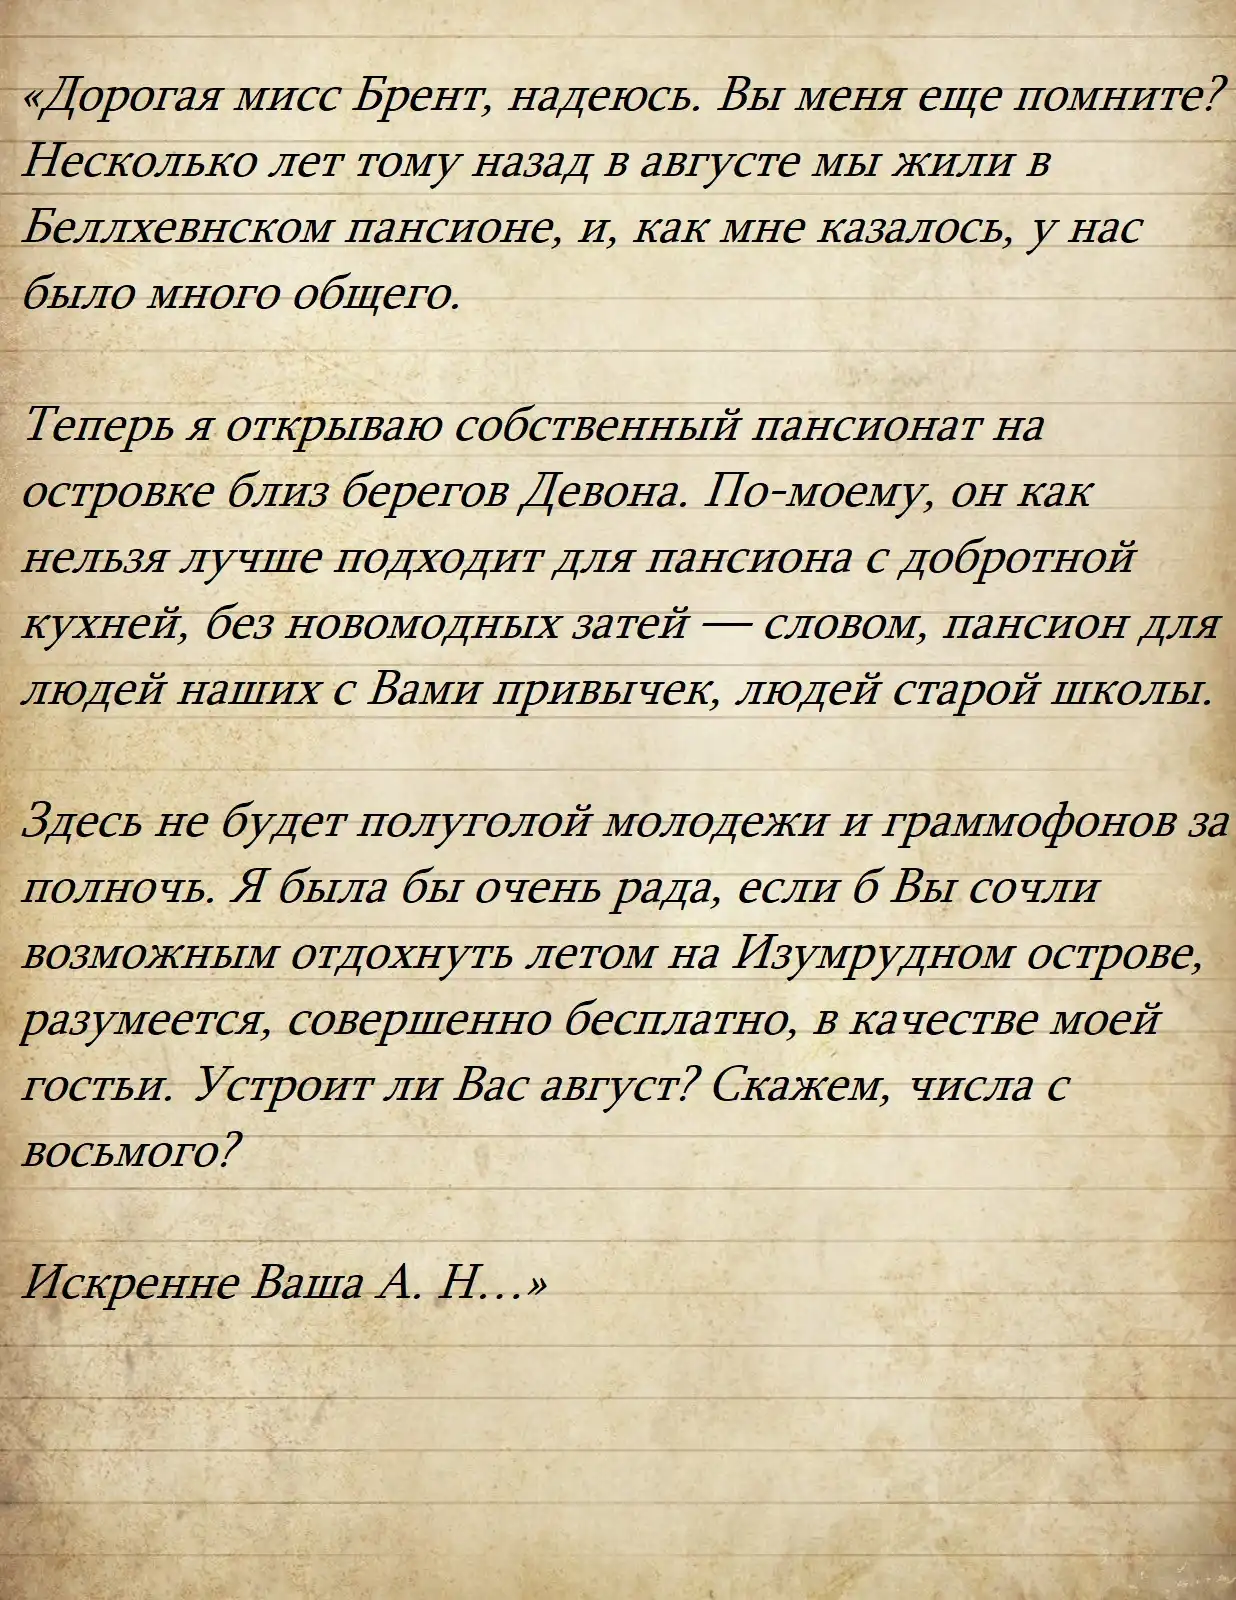 «Дорогая мисс Брент, надеюсь. Вы меня еще помните?
Несколько лет тому назад в августе мы жили в
Беллхевнском пансионе, и, как мне казалось, у нас
было много общего.
Теперь я открываю собственный пансионат на
островке близ берегов Девона. По-моему, он как
нельзя лучше подходит для пансиона с добротной
кухней, без новомодных затей — словом, пансион для
людей наших с Вами привычек, людей старой школы.
Здесь не будет полуголой молодежи и граммофонов за
полночь. Я была бы очень рада, если б Вы сочли
возможным отдохнуть летом на Изумрудном острове,
разумеется, совершенно бесплатно, в качестве моей
гостьи. Устроит ли Вас август? Скажем, числа с
восьмого?
Искренне Ваша А. Н…»